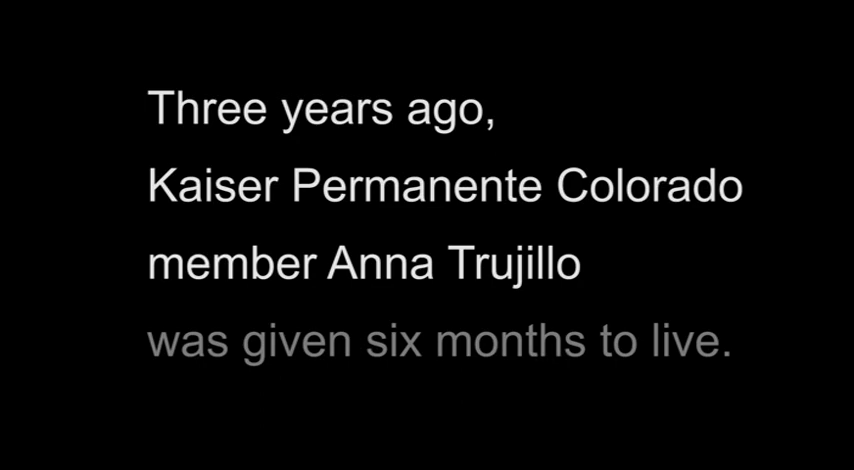 Three years ago,
Kaiser Permanente Colorado
member Anna Trujillo
was given six months to live.